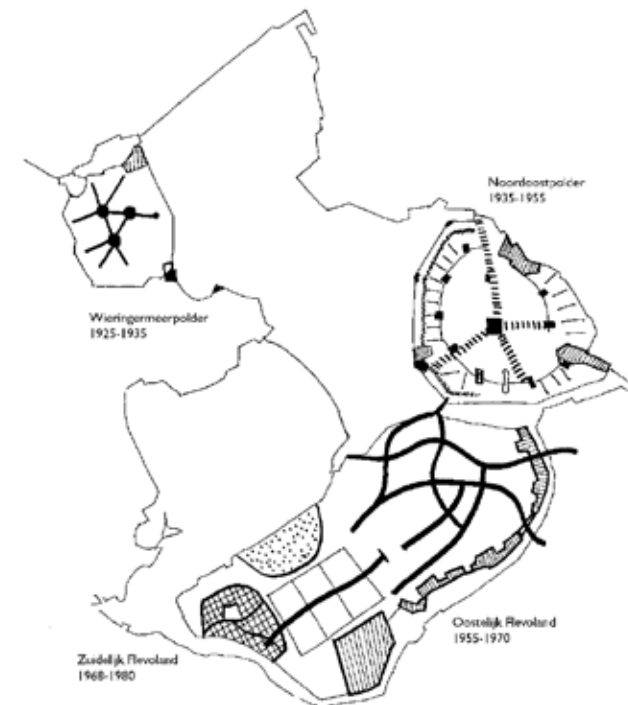 Noordoostpolder
1935-1955
Wieringermeerpolder
1925-1935
Oostelijk Flevoland
1955-1970
Zuidelijk Flevoland
1968-1980